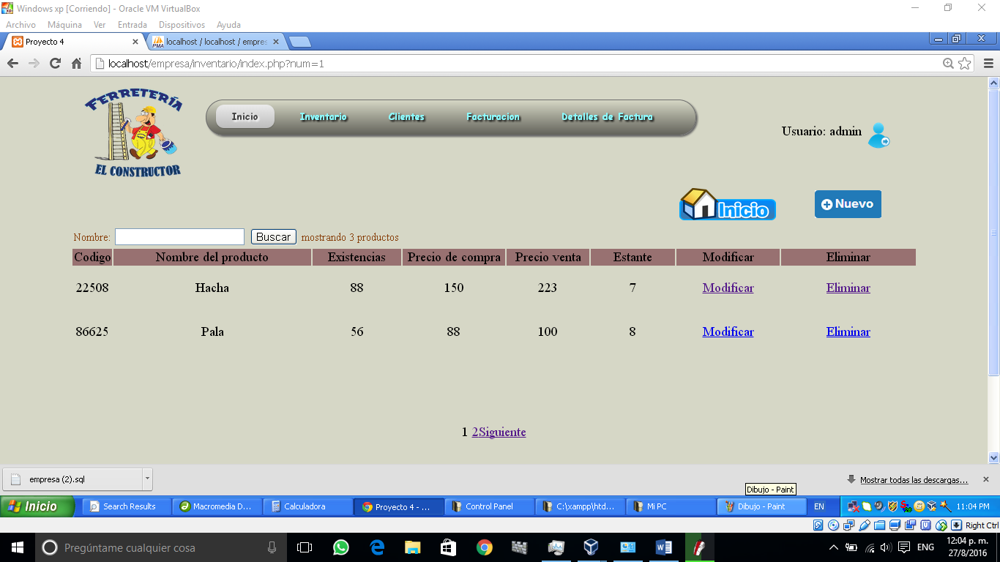 Windows xp [Corriendo] - Oracle VM VirtualBox
Archivo Máquina Ver Entrada Dispositivos Ayuda
Proyecto 4 localhost / localhost / empres
localhost/empresa/inventario/index.php?num=1
FERRETERÍA
EL CONSTRUCTOR
Inicio Inventario Clientes Facturacion Detalles de Factura
Usuario: admin
Inicio Nuevo
Nombre: Buscar mostrando 3 productos
Codigo Nombre del producto Existencias Precio de compra Precio venta Estante Modificar Eliminar
22508 Hacha 88 150 223 7 Modificar Eliminar
86625 Pala 56 88 100 8 Modificar Eliminar
1 2Siguiente
empresa (2).sql Mostrar todas las descargas...
Dibujo - Paint
Inicio Search Results Macromedia D... Calculadora Proyecto 4 - ... Control Panel C:\xampp\htd... Mi PC Dibujo - Paint EN 11:04 PM
Right Ctrl
Pregúntame cualquier cosa ENG 12:04 p. m.
27/8/2016